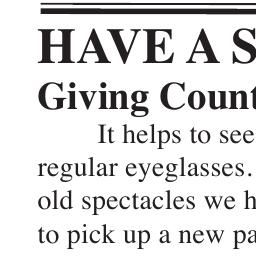 HAVE A S
Giving Count
It helps to see
regular eyeglasses.
old spectacles we h
to pick up a new pa